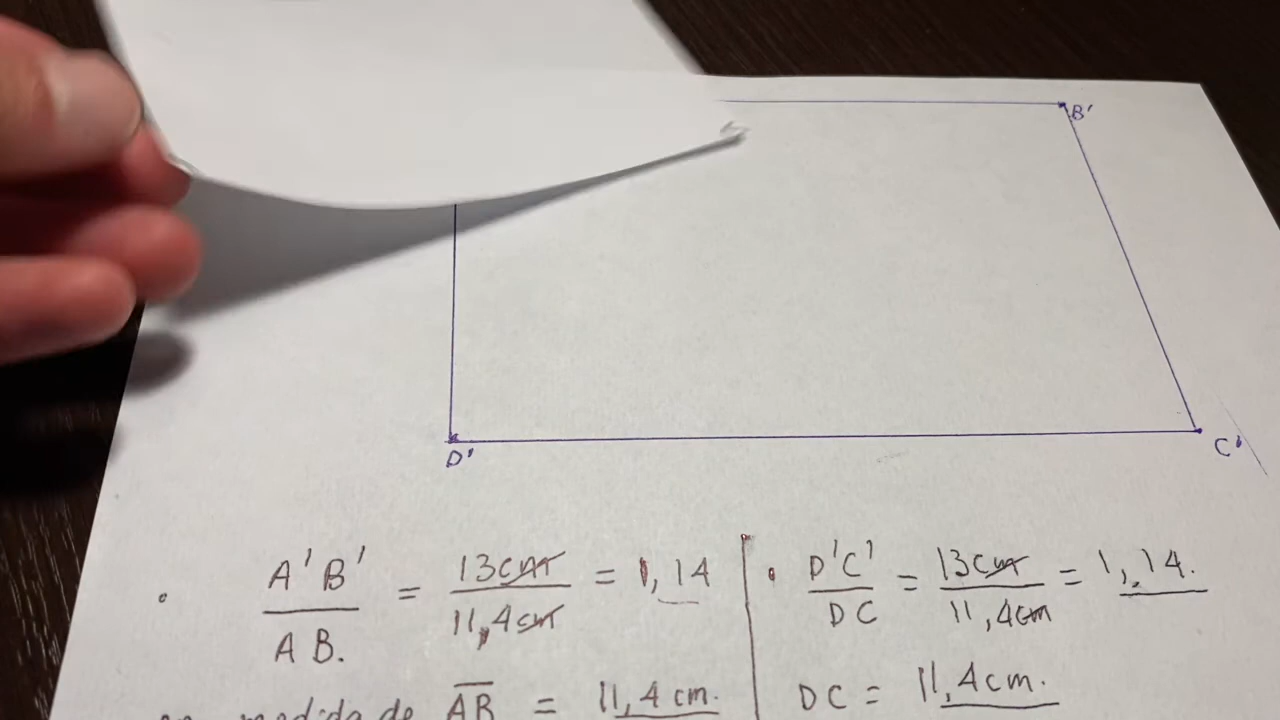 B'
D'
C'
A'B' / AB. = 13cm / 11,4cm = 1,14
D'C' / DC = 13cm / 11,4cm = 1,14.
medida de AB = 11,4 cm.
DC = 11,4cm.